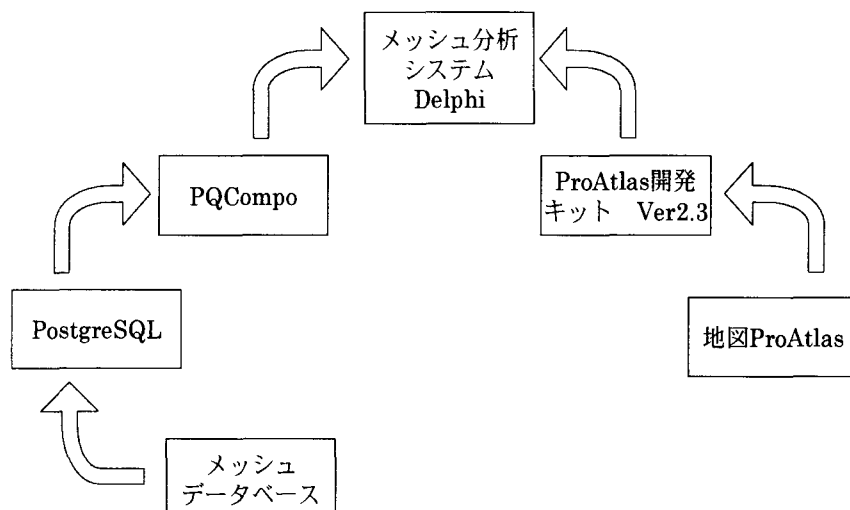 メッシュ分析
システム
Delphi
PQCompo
ProAtlas開発
キット Ver2.3
PostgreSQL
地図ProAtlas
メッシュ
データベース